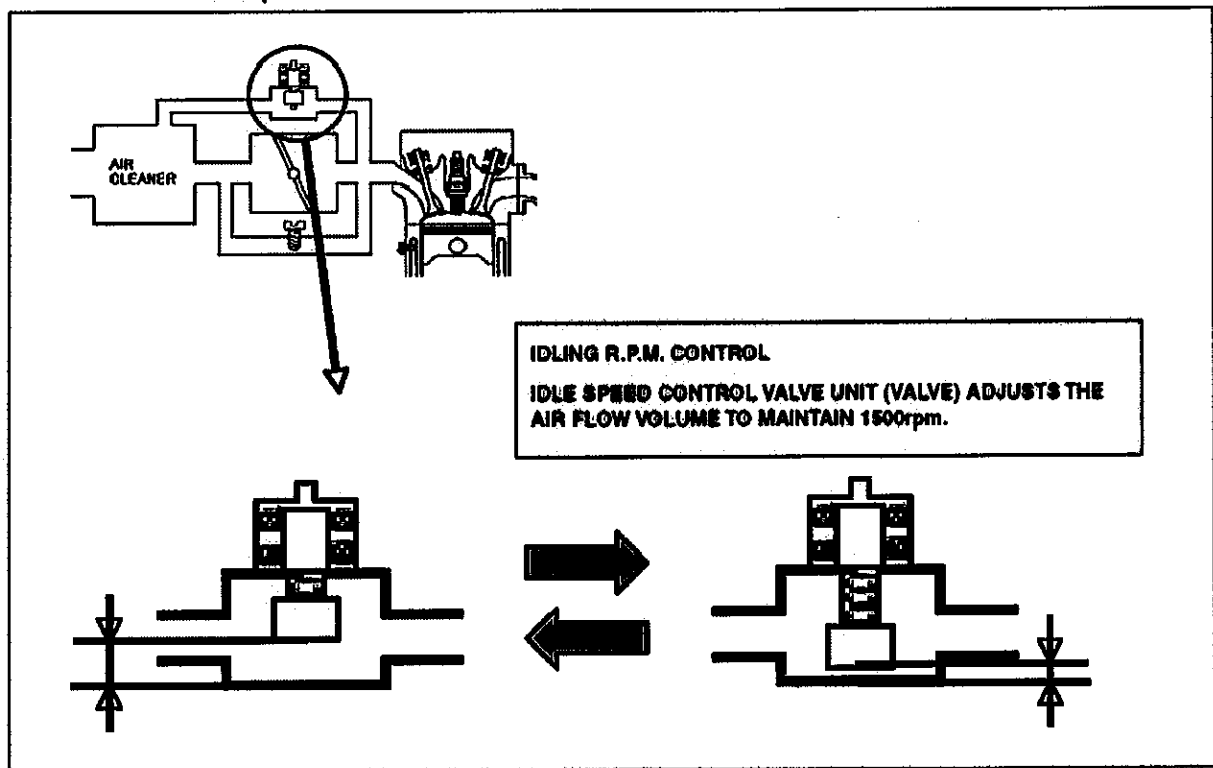 AIR
CLEANER
IDLING R.P.M. CONTROL
IDLE SPEED CONTROL VALVE UNIT (VALVE) ADJUSTS THE
AIR FLOW VOLUME TO MAINTAIN 1500rpm.